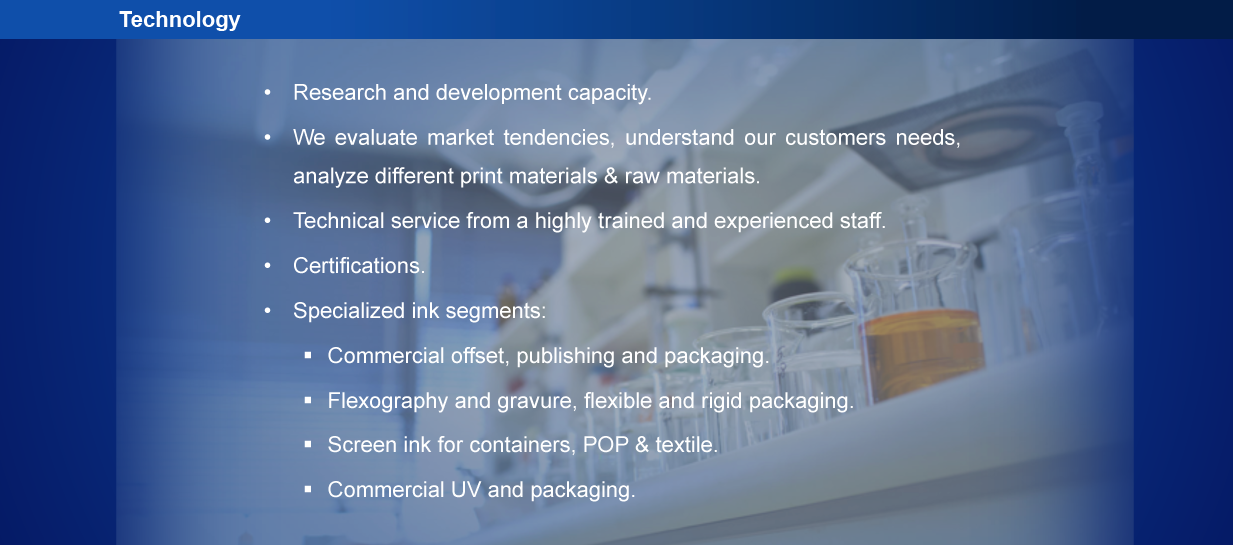 Technology
• Research and development capacity.
• We evaluate market tendencies, understand our customers needs,
analyze different print materials & raw materials.
• Technical service from a highly trained and experienced staff.
• Certifications.
• Specialized ink segments:
▪ Commercial offset, publishing and packaging.
▪ Flexography and gravure, flexible and rigid packaging.
▪ Screen ink for containers, POP & textile.
▪ Commercial UV and packaging.